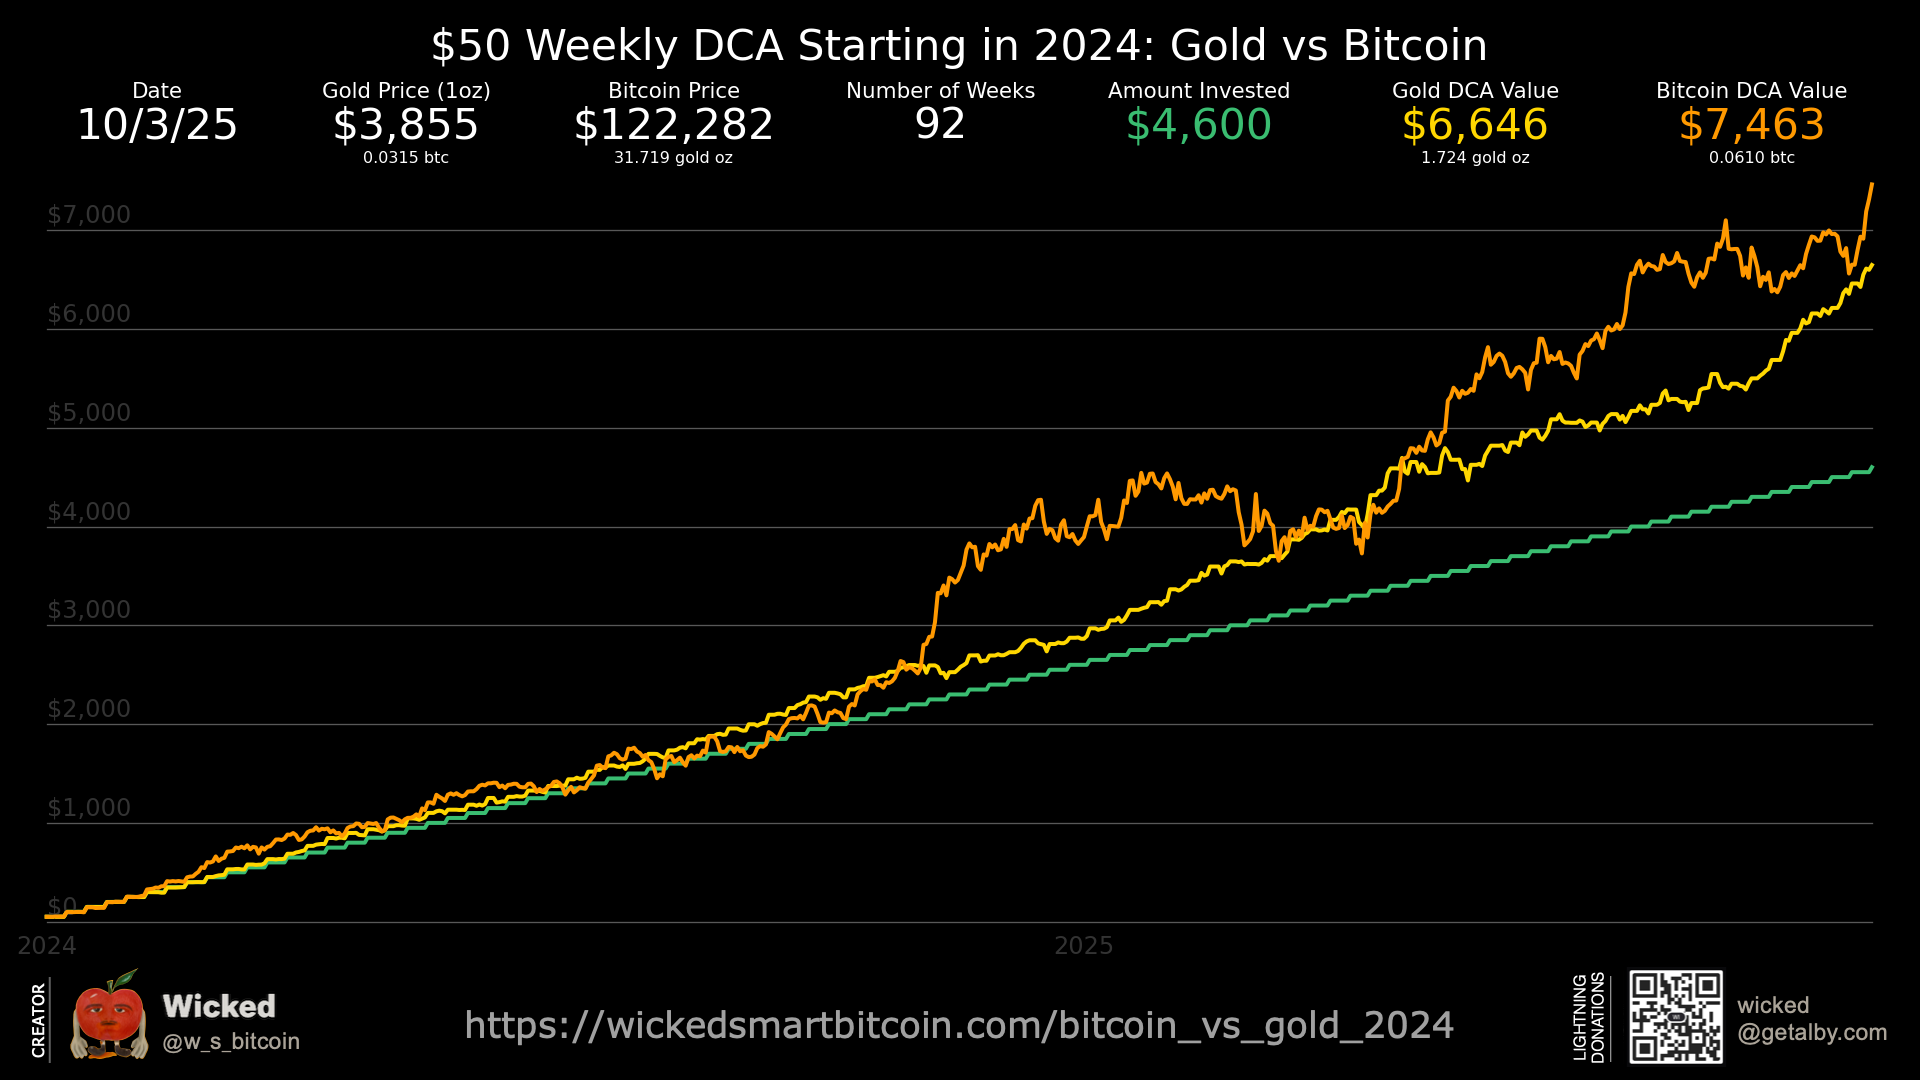 $50 Weekly DCA Starting in 2024: Gold vs Bitcoin
Date
10/3/25
Gold Price (1oz)
$3,855
0.0315 btc
Bitcoin Price
$122,282
31.719 gold oz
Number of Weeks
92
Amount Invested
$4,600
Gold DCA Value
$6,646
1.724 gold oz
Bitcoin DCA Value
$7,463
0.0610 btc
$7,000
$6,000
$5,000
$4,000
$3,000
$2,000
$1,000
$0
2024
2025
CREATOR
Wicked
@w_s_bitcoin
https://wickedsmartbitcoin.com/bitcoin_vs_gold_2024
LIGHTNING
DONATIONS
wicked
@getalby.com